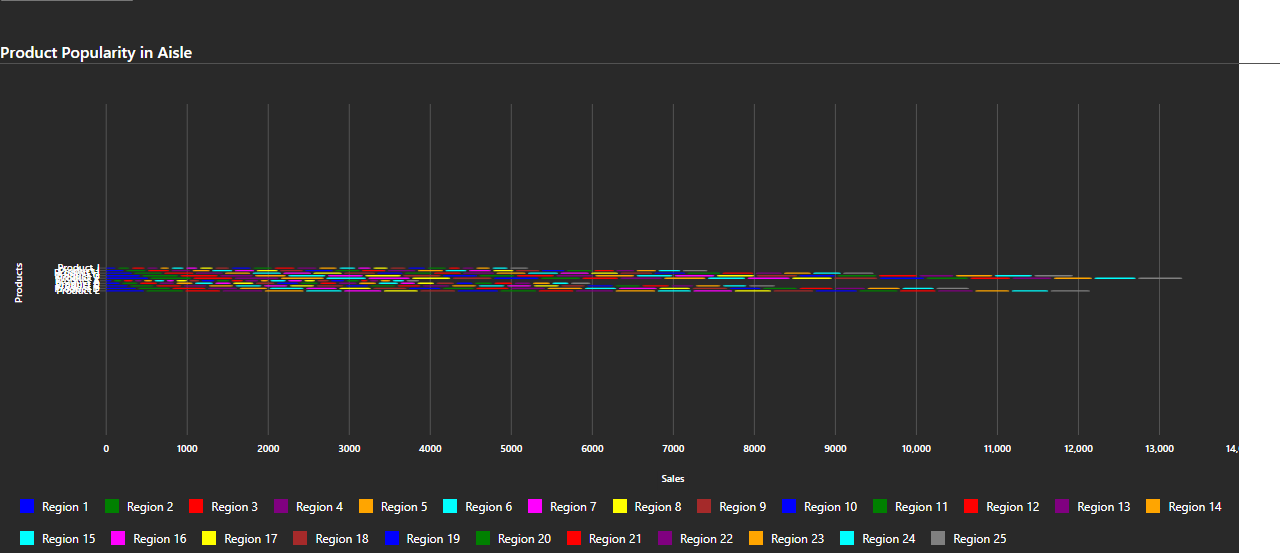 Product Popularity in Aisle
Product J
Products
0 1000 2000 3000 4000 5000 6000 7000 8000 9000 10,000 11,000 12,000 13,000
Sales
Region 1 Region 2 Region 3 Region 4 Region 5 Region 6 Region 7 Region 8 Region 9 Region 10 Region 11 Region 12 Region 13 Region 14
Region 15 Region 16 Region 17 Region 18 Region 19 Region 20 Region 21 Region 22 Region 23 Region 24 Region 25